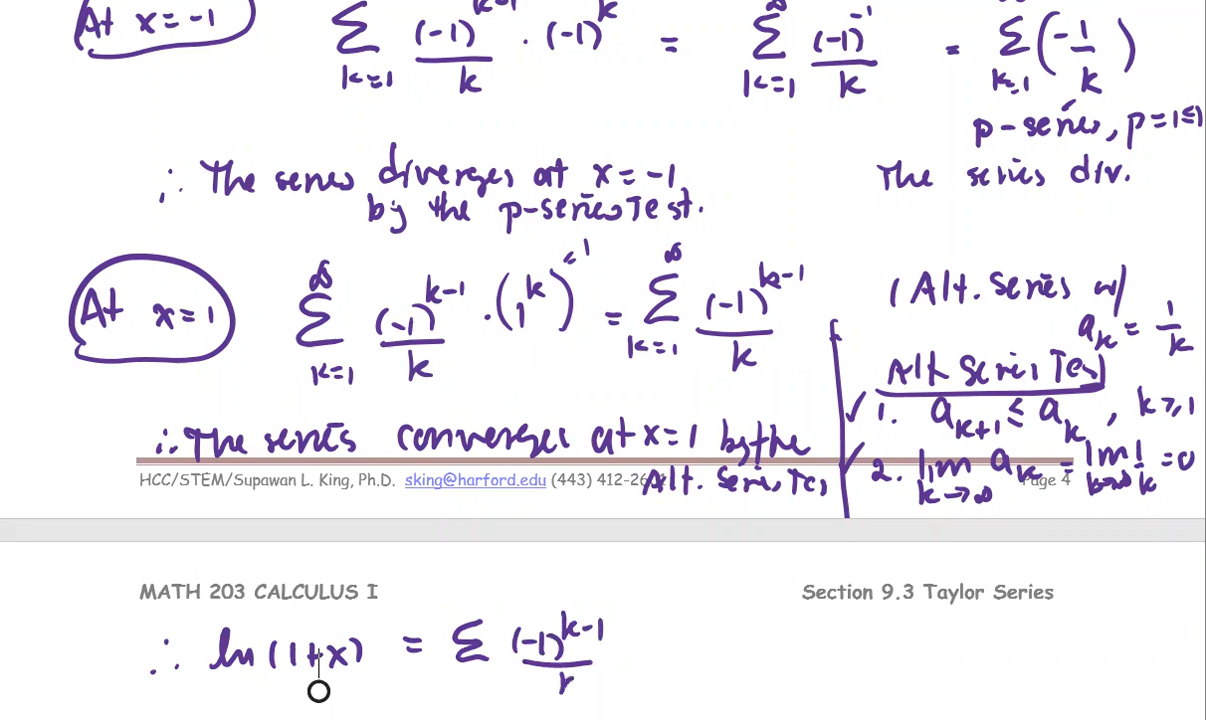 At x = -1 ∑ k=1 (-1)^{k-1}/k · (-1)^k = ∑ k=1 (-1)^{-1}/k = ∑ k=1 (-1/k)
p-series, p = 1 ≤ 1
∴ The series diverges at x = -1
by the p-series Test.
The series div.
At x = 1 ∑ k=1 ∞ (-1)^{k-1}/k · (1^k)^{=1} = ∑ k=1 ∞ (-1)^{k-1}/k
(Alt. series w/
a_k = 1/k
Alt Series Test
✓ 1. a_{k+1} ≤ a_k, k ≥ 1
✓ 2. lim k→∞ a_k = lim k→∞ 1/k = 0
∴ The series converges at x = 1 by the
Alt. Series Tes
HCC/STEM/Supawan L. King, Ph.D. sking@harford.edu (443) 412-26 Page 4
MATH 203 CALCULUS I Section 9.3 Taylor Series
∴ ln(1+x) = ∑ (-1)^{k-1}/k